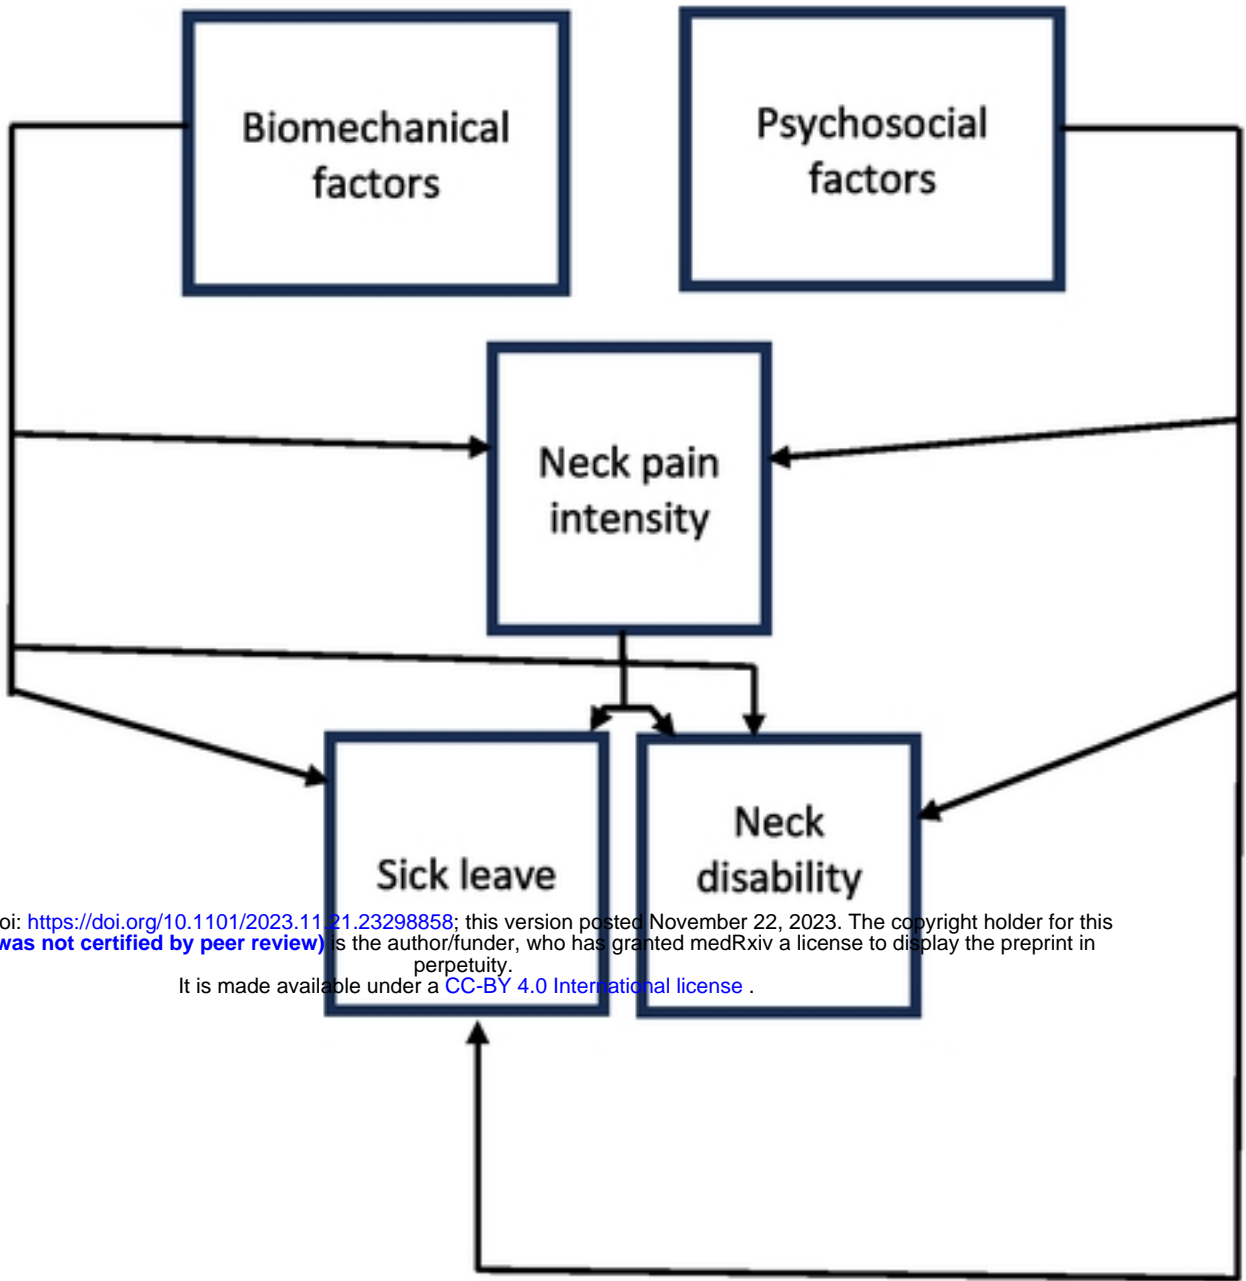 Biomechanical
factors
Psychosocial
factors
Neck pain
intensity
Neck
disability
Sick leave
oi: https://doi.org/10.1101/2023.11.21.23298858; this version posted November 22, 2023. The copyright holder for this
was not certified by peer review) is the author/funder, who has granted medRxiv a license to display the preprint in
perpetuity.
It is made available under a CC-BY 4.0 International license .